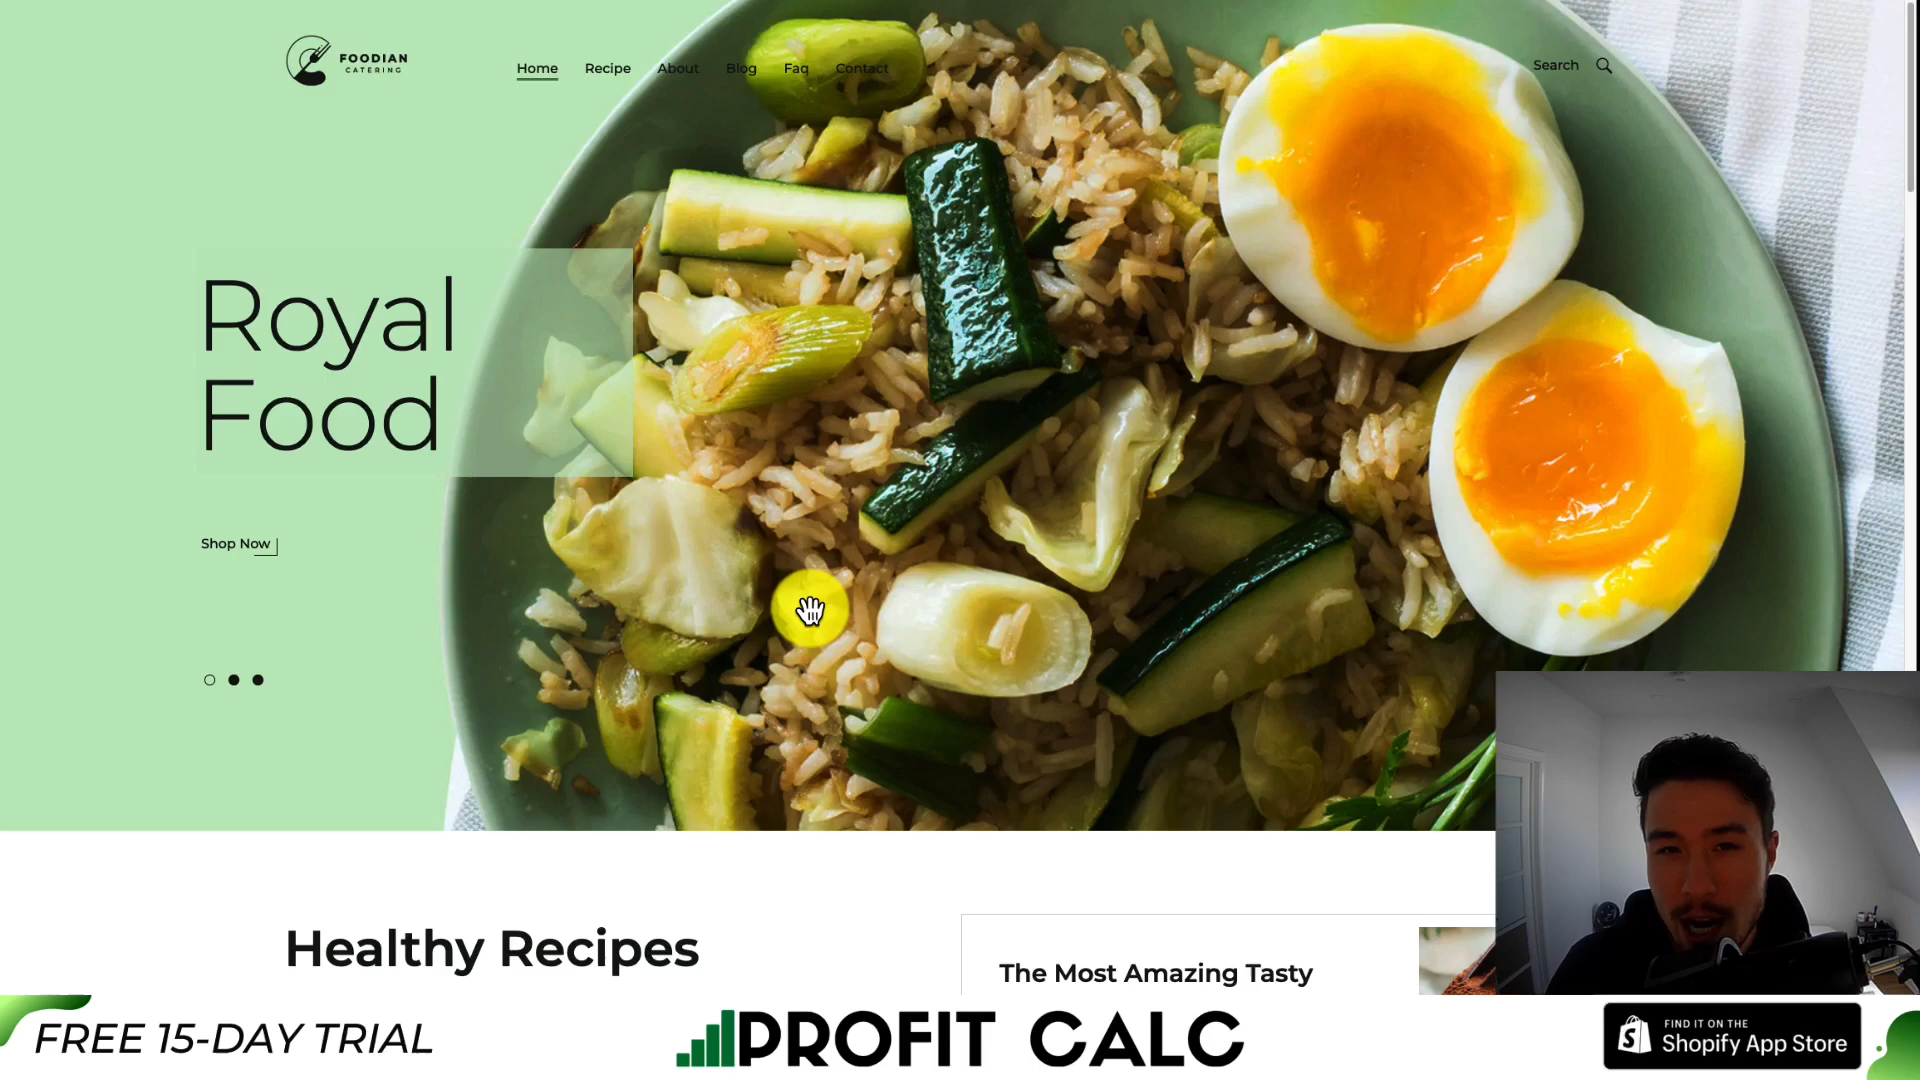 FOODIAN
CATERING
Home
Recipe
About
Blog
Faq
Contact
Search
Royal
Food
Shop Now
Healthy Recipes
The Most Amazing Tasty
FREE 15-DAY TRIAL
PROFIT CALC
FIND IT ON THE
Shopify App Store